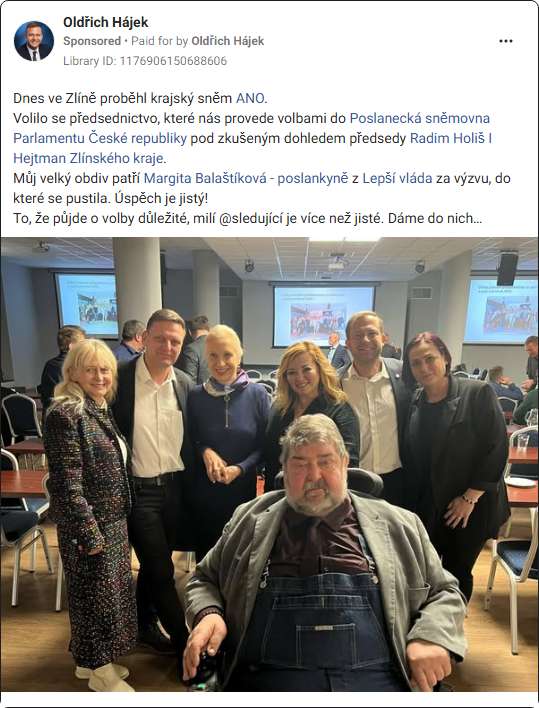 Oldřich Hájek
Sponsored • Paid for by Oldřich Hájek
Library ID: 1176906150688606
Dnes ve Zlíně proběhl krajský sněm ANO.
Volilo se předsednictvo, které nás provede volbami do Poslanecká sněmovna
Parlamentu České republiky pod zkušeným dohledem předsedy Radim Holiš I
Hejtman Zlínského kraje.
Můj velký obdiv patří Margita Balaštíková - poslankyně z Lepší vláda za výzvu, do
které se pustila. Úspěch je jistý!
To, že půjde o volby důležité, milí @sledující je více než jisté. Dáme do nich...